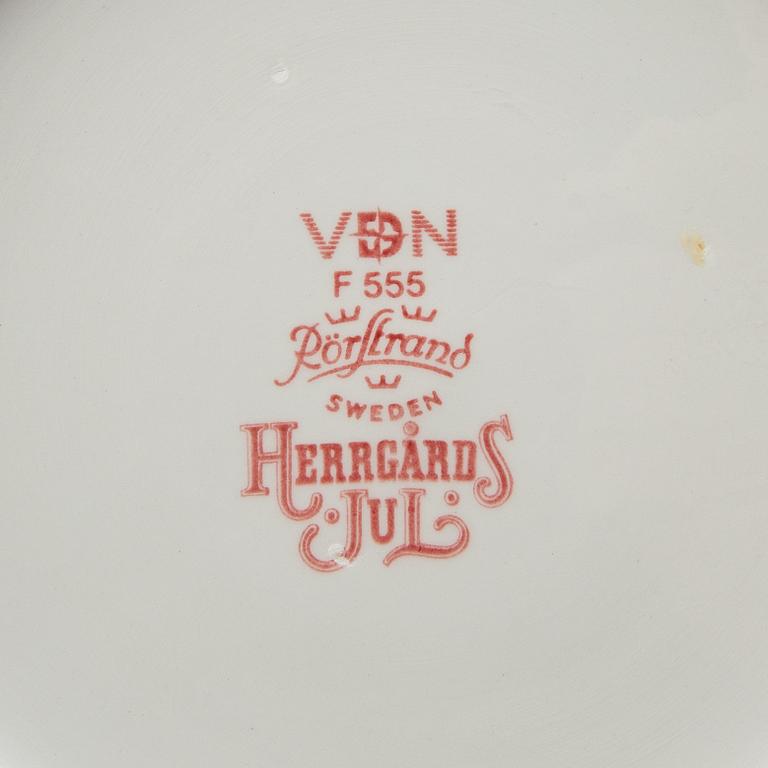 VDN
F 555
Rörstrand
SWEDEN
HERRGÅRDS
JUL